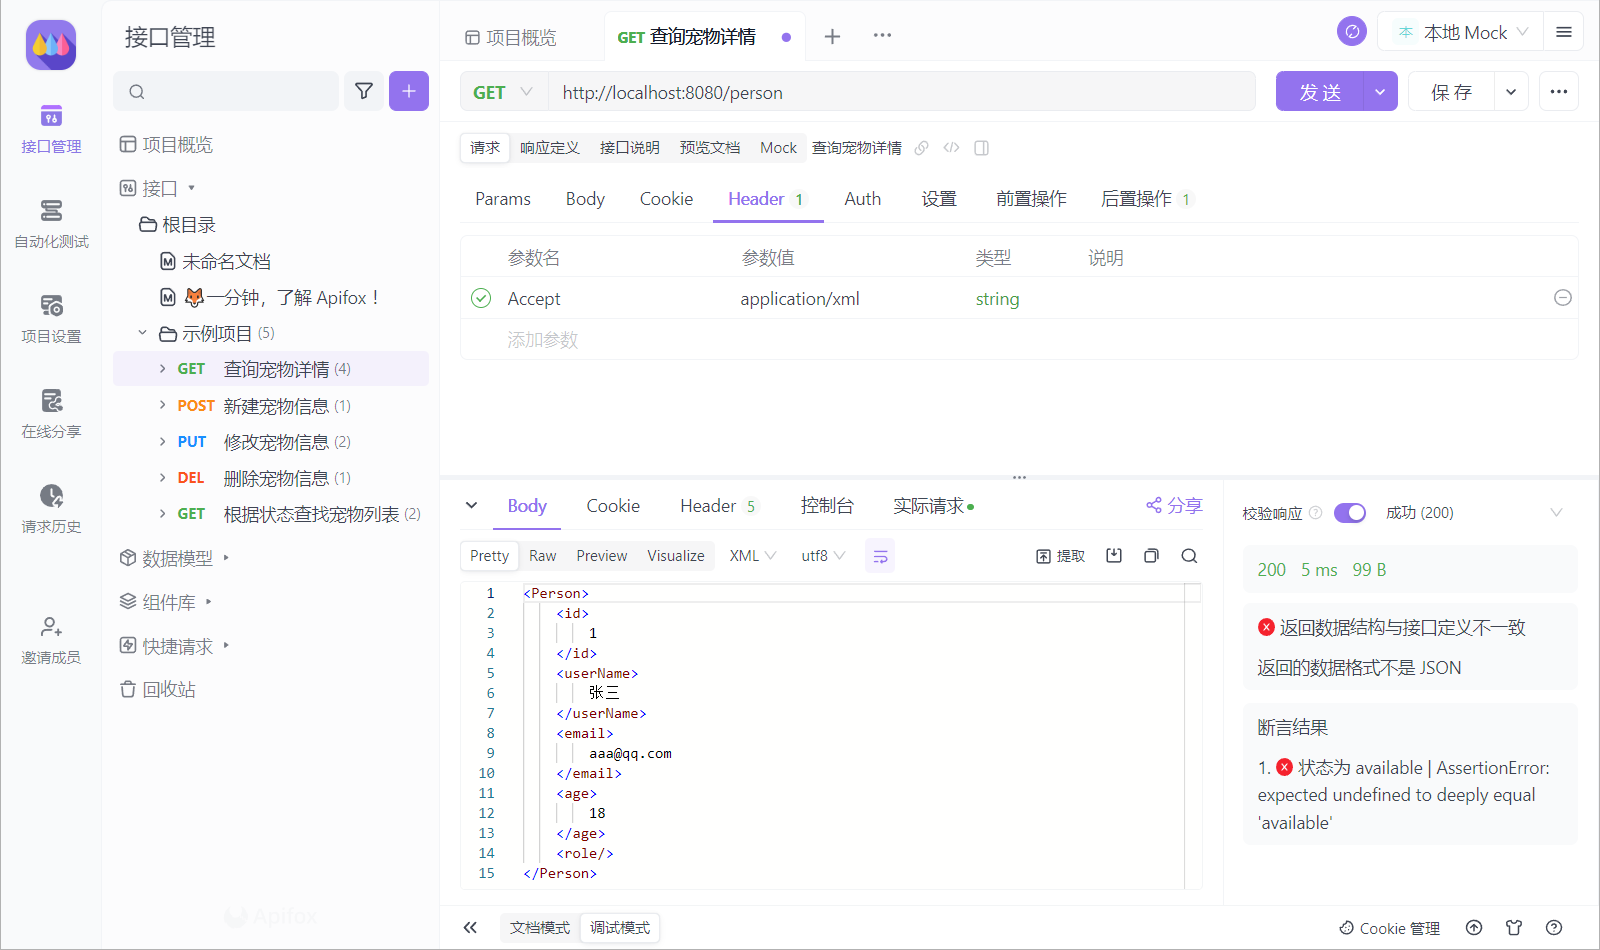 接口管理
自动化测试
项目设置
在线分享
请求历史
邀请成员
接口管理
项目概览
接口
根目录
未命名文档
🦊一分钟，了解 Apifox！
示例项目 (5)
GET 查询宠物详情 (4)
POST 新建宠物信息 (1)
PUT 修改宠物信息 (2)
DEL 删除宠物信息 (1)
GET 根据状态查找宠物列表 (2)
数据模型
组件库
快捷请求
回收站
Apifox
项目概览
GET 查询宠物详情
本 本地 Mock
GET http://localhost:8080/person
发 送
保 存
请求 响应定义 接口说明 预览文档 Mock 查询宠物详情
Params Body Cookie Header 1 Auth 设置 前置操作 后置操作 1
参数名 参数值 类型 说明
Accept application/xml string
添加参数
Body Cookie Header 5 控制台 实际请求 分享
Pretty Raw Preview Visualize XML utf8 提取
1 <Person>
2 <id>
3 1
4 </id>
5 <userName>
6 张三
7 </userName>
8 <email>
9 aaa@qq.com
10 </email>
11 <age>
12 18
13 </age>
14 <role/>
15 </Person>
校验响应 成功 (200)
200 5 ms 99 B
返回数据结构与接口定义不一致
返回的数据格式不是 JSON
断言结果
1. 状态为 available | AssertionError:
expected undefined to deeply equal
'available'
文档模式 调试模式
Cookie 管理